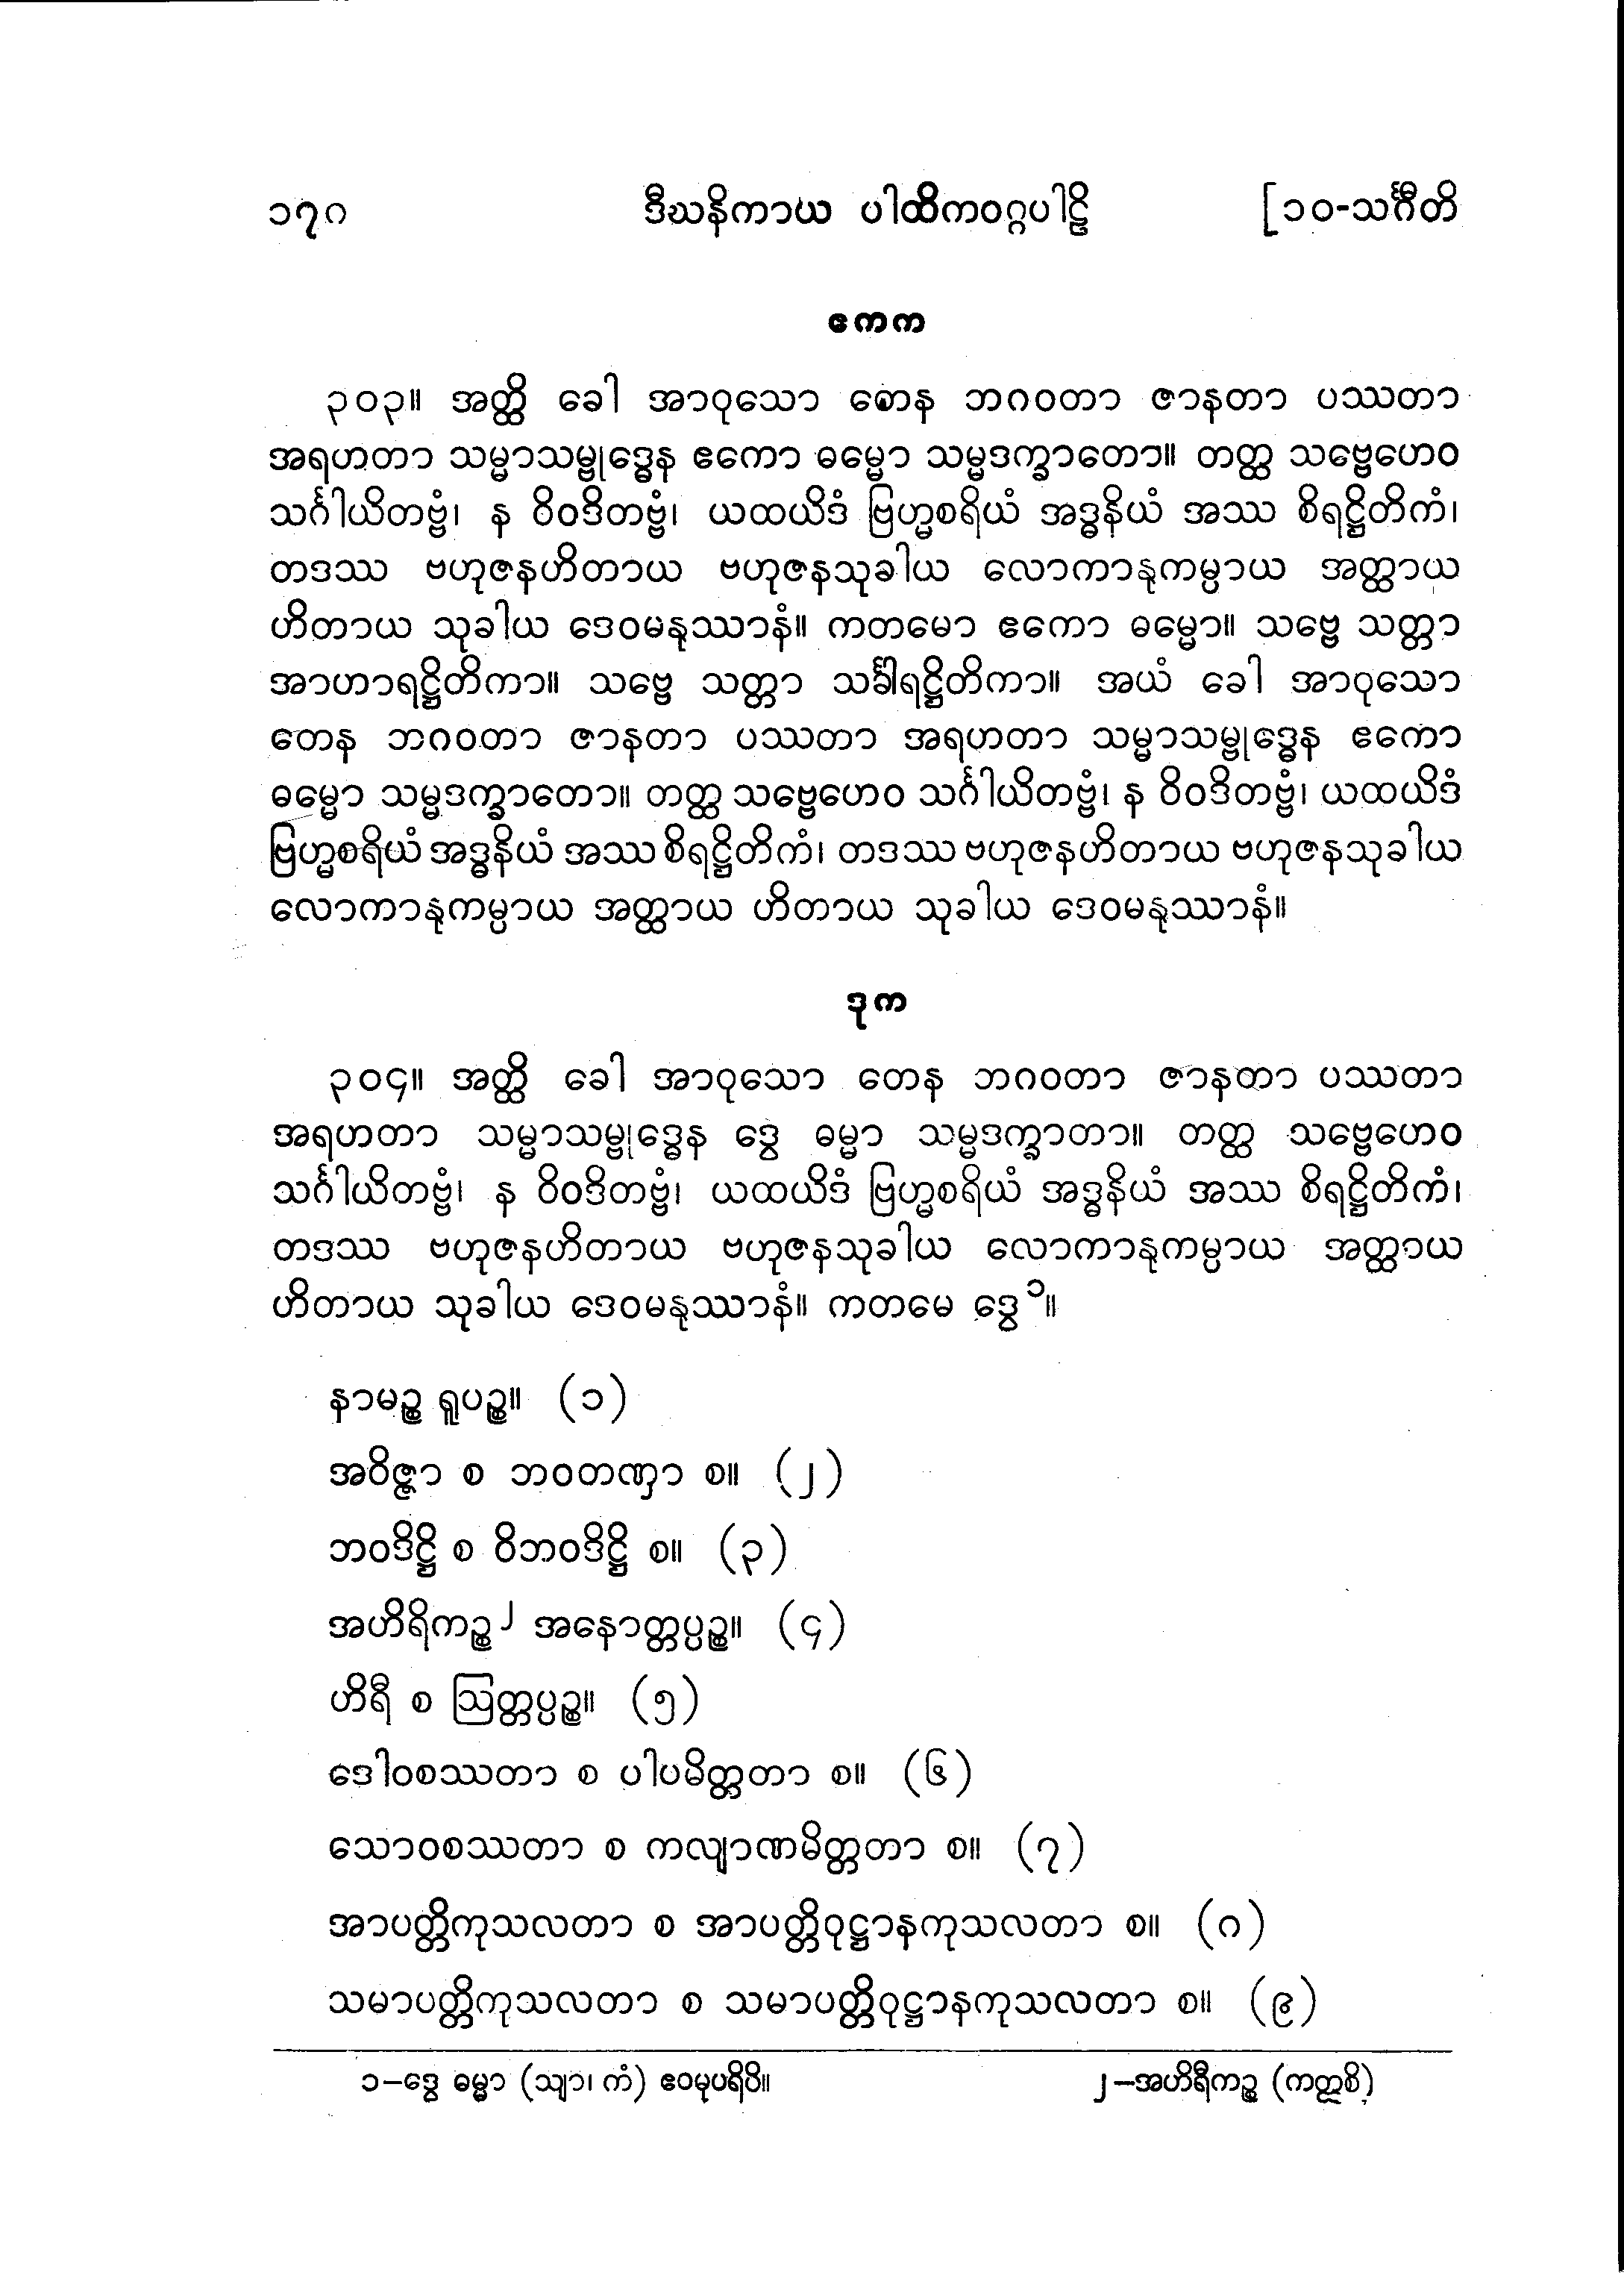 ၁၇၈ ဒီဃနိကာယ ပါထိကဝဂ္ဂပါဠိ [၁၀-သင်္ဂီတိ
ဧကက
၃၀၃။ အတ္ထိ ခေါ အာဝုသော တေန ဘဂဝတာ ဇာနတာ ပဿတာ
အရဟတာ သမ္မာသမ္ဗုဒ္ဓေန ဧကော ဓမ္မော သမ္မဒက္ခာတော။ တတ္ထ သဗ္ဗေဟေဝ
သင်္ဂါယိတဗ္ဗံ၊ န ဝိဝဒိတဗ္ဗံ၊ ယထယိဒံ ဗြဟ္မစရိယံ အဒ္ဓနိယံ အဿ စိရဋ္ဌိတိကံ၊
တဒဿ ဗဟုဇနဟိတာယ ဗဟုဇနသုခါယ လောကာနုကမ္ပာယ အတ္ထာယ
ဟိတာယ သုခါယ ဒေဝမနုဿာနံ။ ကတမော ဧကော ဓမ္မော။ သဗ္ဗေ သတ္တာ
အာဟာရဋ္ဌိတိကာ။ သဗ္ဗေ သတ္တာ သင်္ခါရဋ္ဌိတိကာ။ အယံ ခေါ အာဝုသော
တေန ဘဂဝတာ ဇာနတာ ပဿတာ အရဟတာ သမ္မာသမ္ဗုဒ္ဓေန ဧကော
ဓမ္မော သမ္မဒက္ခာတော။ တတ္ထ သဗ္ဗေဟေဝ သင်္ဂါယိတဗ္ဗံ၊ န ဝိဝဒိတဗ္ဗံ၊ ယထယိဒံ
ဗြဟ္မစရိယံ အဒ္ဓနိယံ အဿ စိရဋ္ဌိတိကံ၊ တဒဿ ဗဟုဇနဟိတာယ ဗဟုဇနသုခါယ
လောကာနုကမ္ပာယ အတ္ထာယ ဟိတာယ သုခါယ ဒေဝမနုဿာနံ။
ဒုက
၃၀၄။ အတ္ထိ ခေါ အာဝုသော တေန ဘဂဝတာ ဇာနတာ ပဿတာ
အရဟတာ သမ္မာသမ္ဗုဒ္ဓေန ဒွေ ဓမ္မာ သမ္မဒက္ခာတာ။ တတ္ထ သဗ္ဗေဟေဝ
သင်္ဂါယိတဗ္ဗံ၊ န ဝိဝဒိတဗ္ဗံ၊ ယထယိဒံ ဗြဟ္မစရိယံ အဒ္ဓနိယံ အဿ စိရဋ္ဌိတိကံ၊
တဒဿ ဗဟုဇနဟိတာယ ဗဟုဇနသုခါယ လောကာနုကမ္ပာယ အတ္ထာယ
ဟိတာယ သုခါယ ဒေဝမနုဿာနံ။ ကတမေ ဒွေ ၁။
နာမဉ္စ ရူပဉ္စ။ (၁)
အဝိဇ္ဇာ စ ဘဝတဏှာ စ။ (၂)
ဘဝဒိဋ္ဌိ စ ဝိဘဝဒိဋ္ဌိ စ။ (၃)
အဟိရိကဉ္စ ၂ အနောတ္တပ္ပဉ္စ။ (၄)
ဟိရီ စ ဩတ္တပ္ပဉ္စ။ (၅)
ဒေါဝစဿတာ စ ပါပမိတ္တတာ စ။ (၆)
သောဝစဿတာ စ ကလျာဏမိတ္တတာ စ။ (၇)
အာပတ္တိကုသလတာ စ အာပတ္တိဝုဋ္ဌာနကုသလတာ စ။ (၈)
သမာပတ္တိကုသလတာ စ သမာပတ္တိဝုဋ္ဌာနကုသလတာ စ။ (၉)
၁−ဒွေ ဓမ္မာ (သျာ၊ ကံ) ဧဝမုပရိပိ။ ၂−အဟိရီကဉ္စ (ကတ္ထစိ)